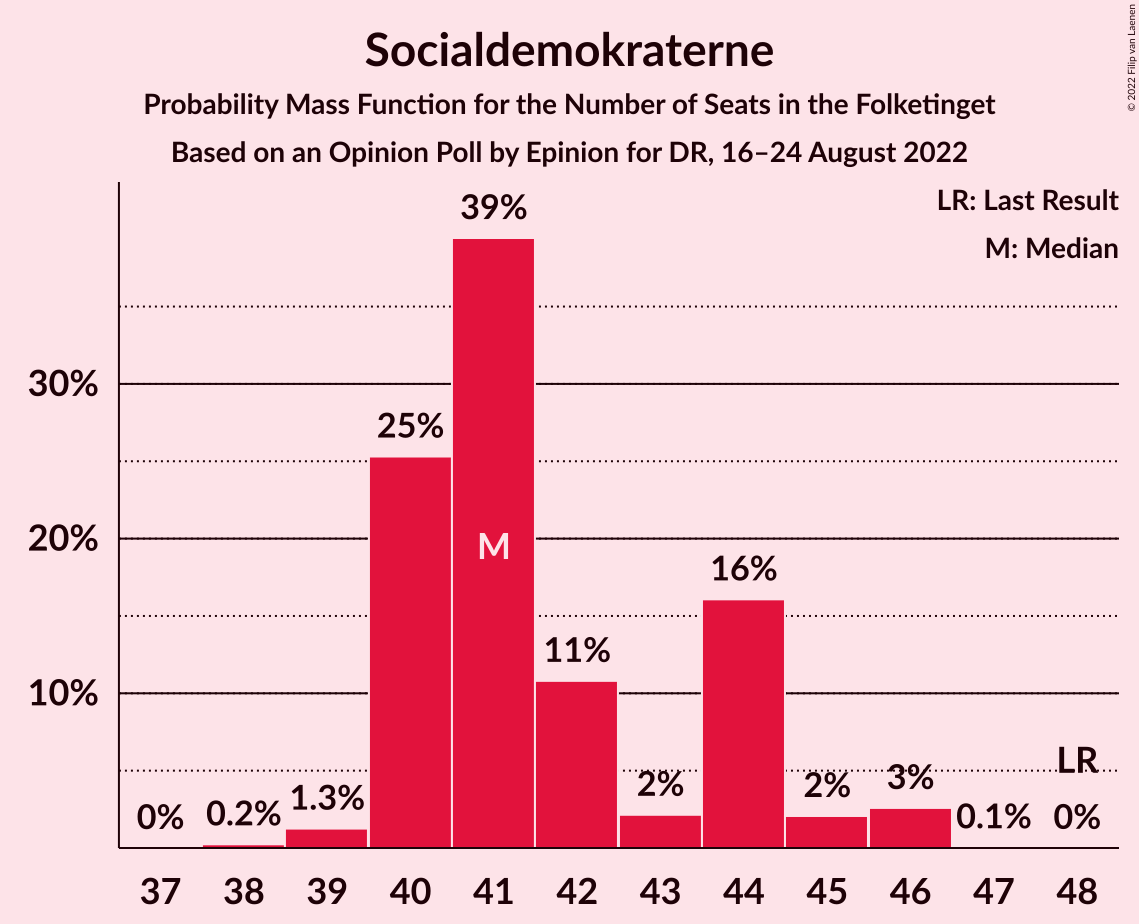 Socialdemokraterne
Probability Mass Function for the Number of Seats in the Folketinget
Based on an Opinion Poll by Epinion for DR, 16–24 August 2022
© 2022 Filip van Laenen
LR: Last Result
M: Median
39%
30%
25%
20%
M
16%
11%
10%
LR
0%
0.2%
1.3%
2%
2%
3%
0.1%
0%
37 38 39 40 41 42 43 44 45 46 47 48